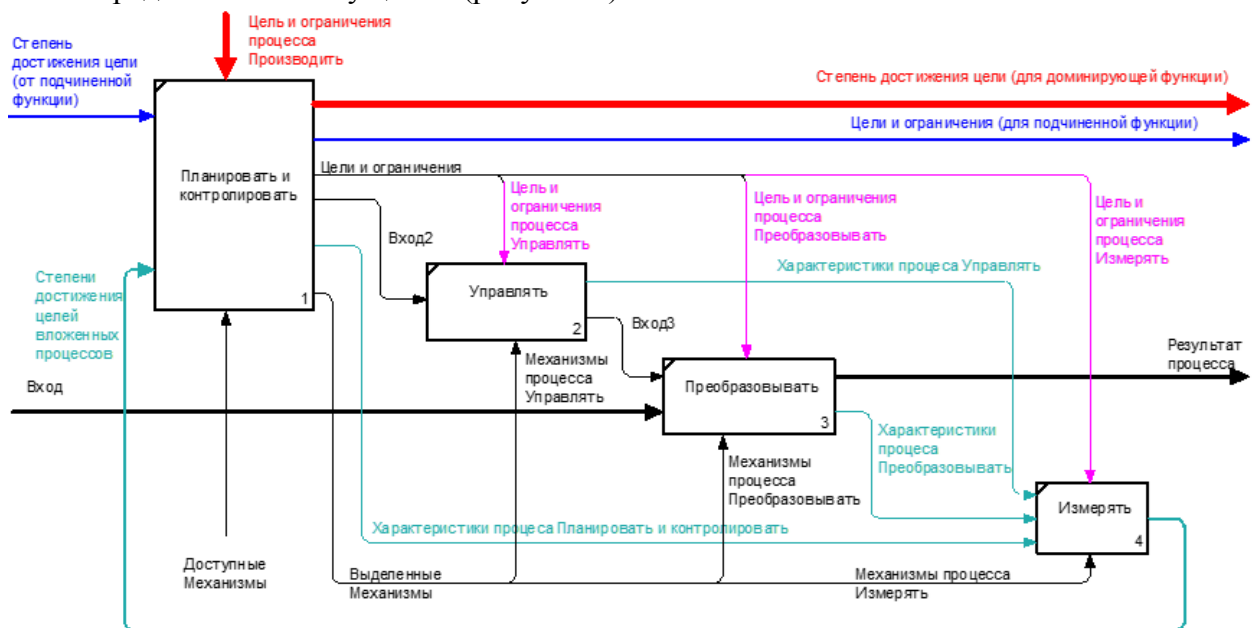 Цель и ограничения
процесса
Производить
Степень
достижения цели
(от подчиненной
функции)
Степень достижения цели (для доминирующей функции)
Цели и ограничения (для подчиненной функции)
Планировать и
контролировать
1
Цели и ограничения
Цель и
ограничения
процесса
Управлять
Цель и ограничения
процесса
Преобразовывать
Цель и
ограничения
процесса
Измерять
Вход2
Степени
достижения
целей
вложенных
процессов
Управлять
2
Характеристики процеса Управлять
Вход3
Механизмы
процесса
Управлять
Результат
процесса
Вход
Преобразовывать
3
Характеристики
процеса
Преобразовывать
Механизмы
процесса
Преобразовывать
Измерять
4
Характеристики процеса Планировать и контролировать
Доступные
Механизмы
Выделенные
Механизмы
Механизмы процесса
Измерять